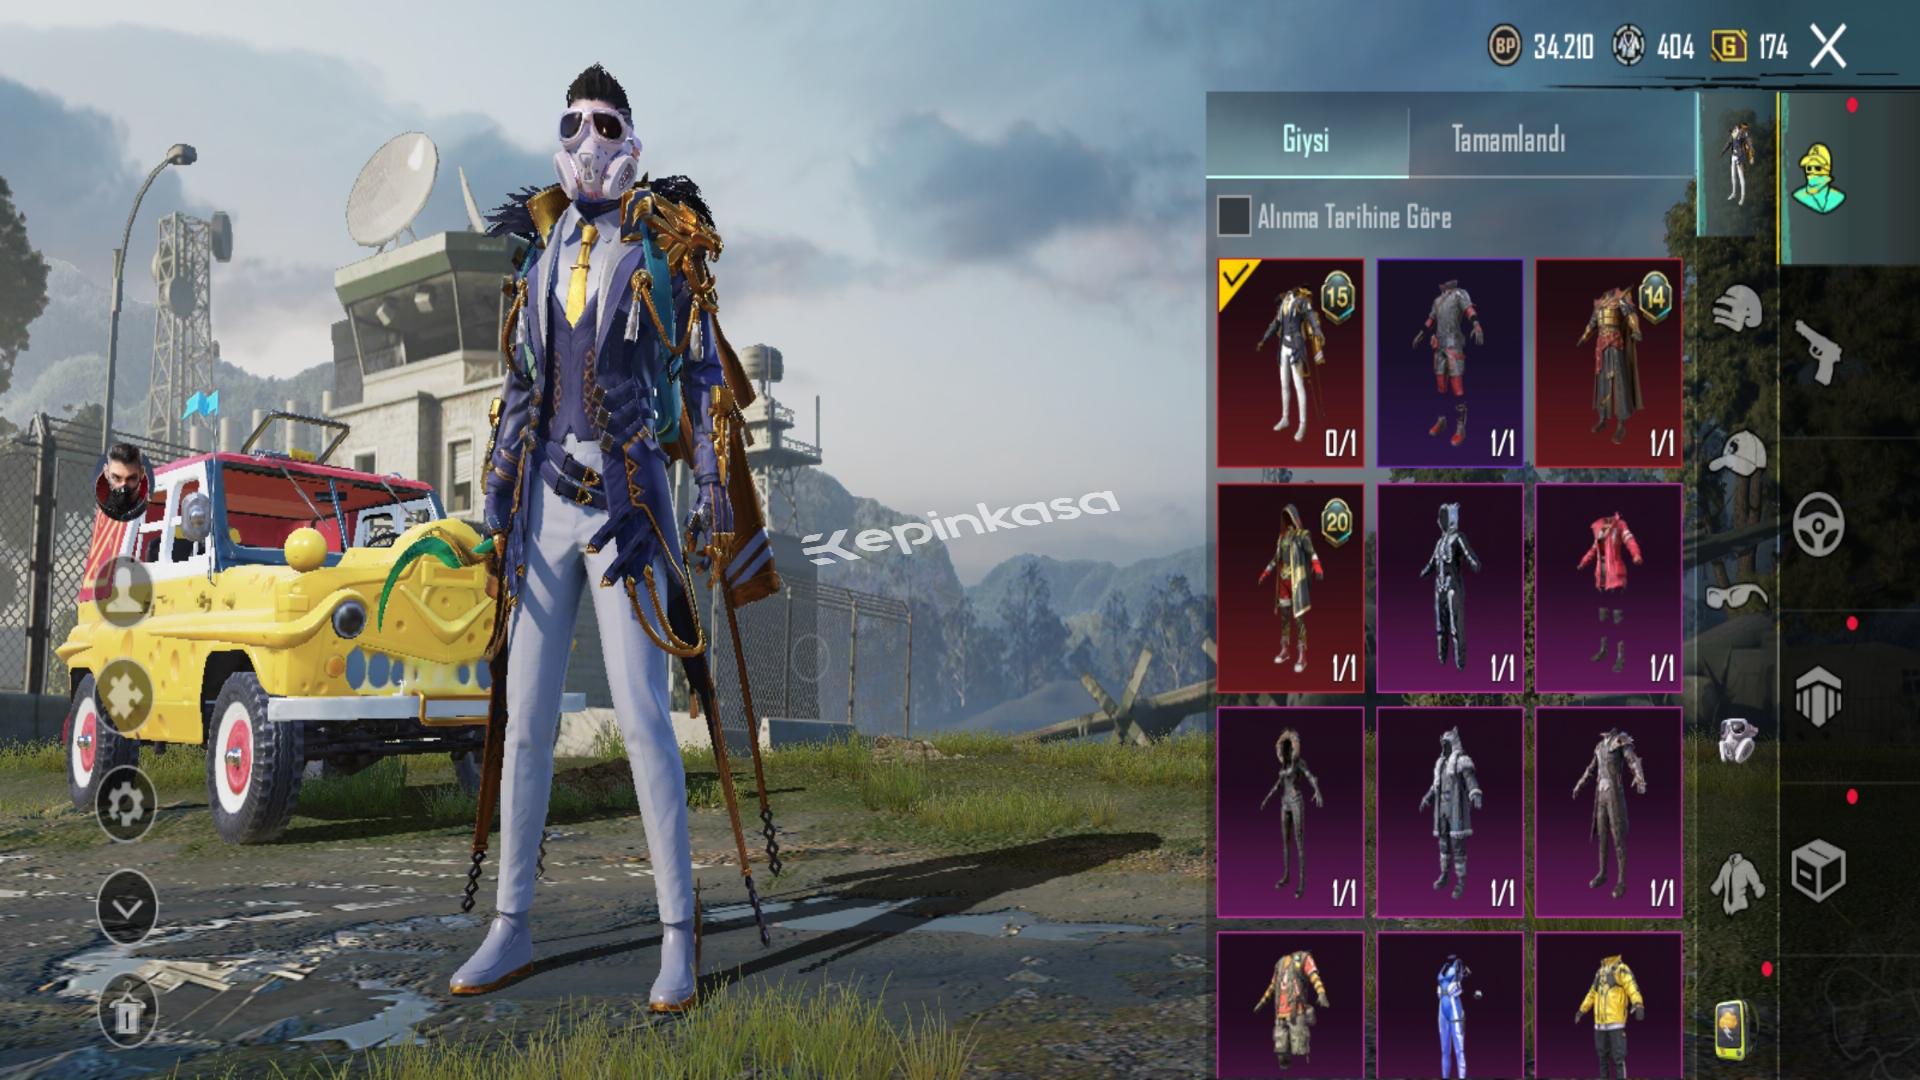 BP 34.210 404 G 174
Giysi Tamamlandı
Alınma Tarihine Göre
15 14
0/1 1/1 1/1
20
1/1 1/1 1/1
1/1 1/1 1/1
Kepinkasa